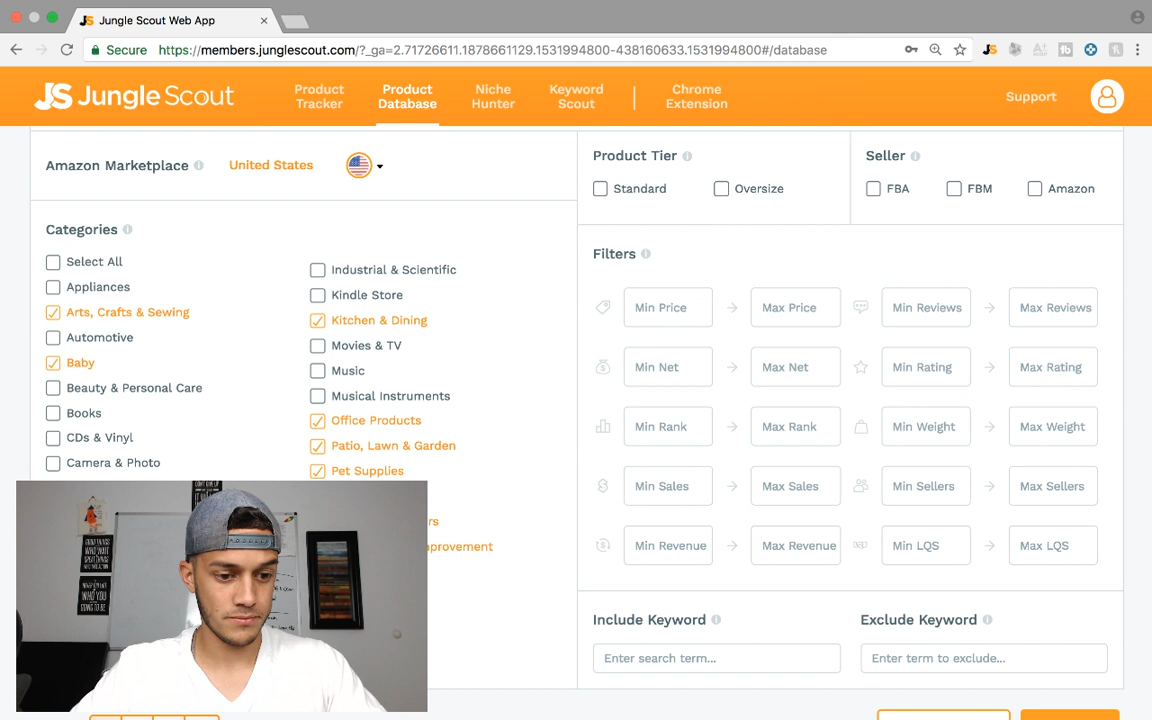 Jungle Scout Web App
Secure https://members.junglescout.com/?_ga=2.71726611.1878661129.1531994800-438160633.1531994800#/database
JS Jungle Scout
Product Tracker
Product Database
Niche Hunter
Keyword Scout
Chrome Extension
Support
Amazon Marketplace United States
Product Tier
Standard Oversize
Seller
FBA FBM Amazon
Categories
Select All
Appliances
Arts, Crafts & Sewing
Automotive
Baby
Beauty & Personal Care
Books
CDs & Vinyl
Camera & Photo
Industrial & Scientific
Kindle Store
Kitchen & Dining
Movies & TV
Music
Musical Instruments
Office Products
Patio, Lawn & Garden
Pet Supplies
rs
provement
Filters
Min Price Max Price Min Reviews Max Reviews
Min Net Max Net Min Rating Max Rating
Min Rank Max Rank Min Weight Max Weight
Min Sales Max Sales Min Sellers Max Sellers
Min Revenue Max Revenue Min LQS Max LQS
Include Keyword Exclude Keyword
Enter search term... Enter term to exclude...